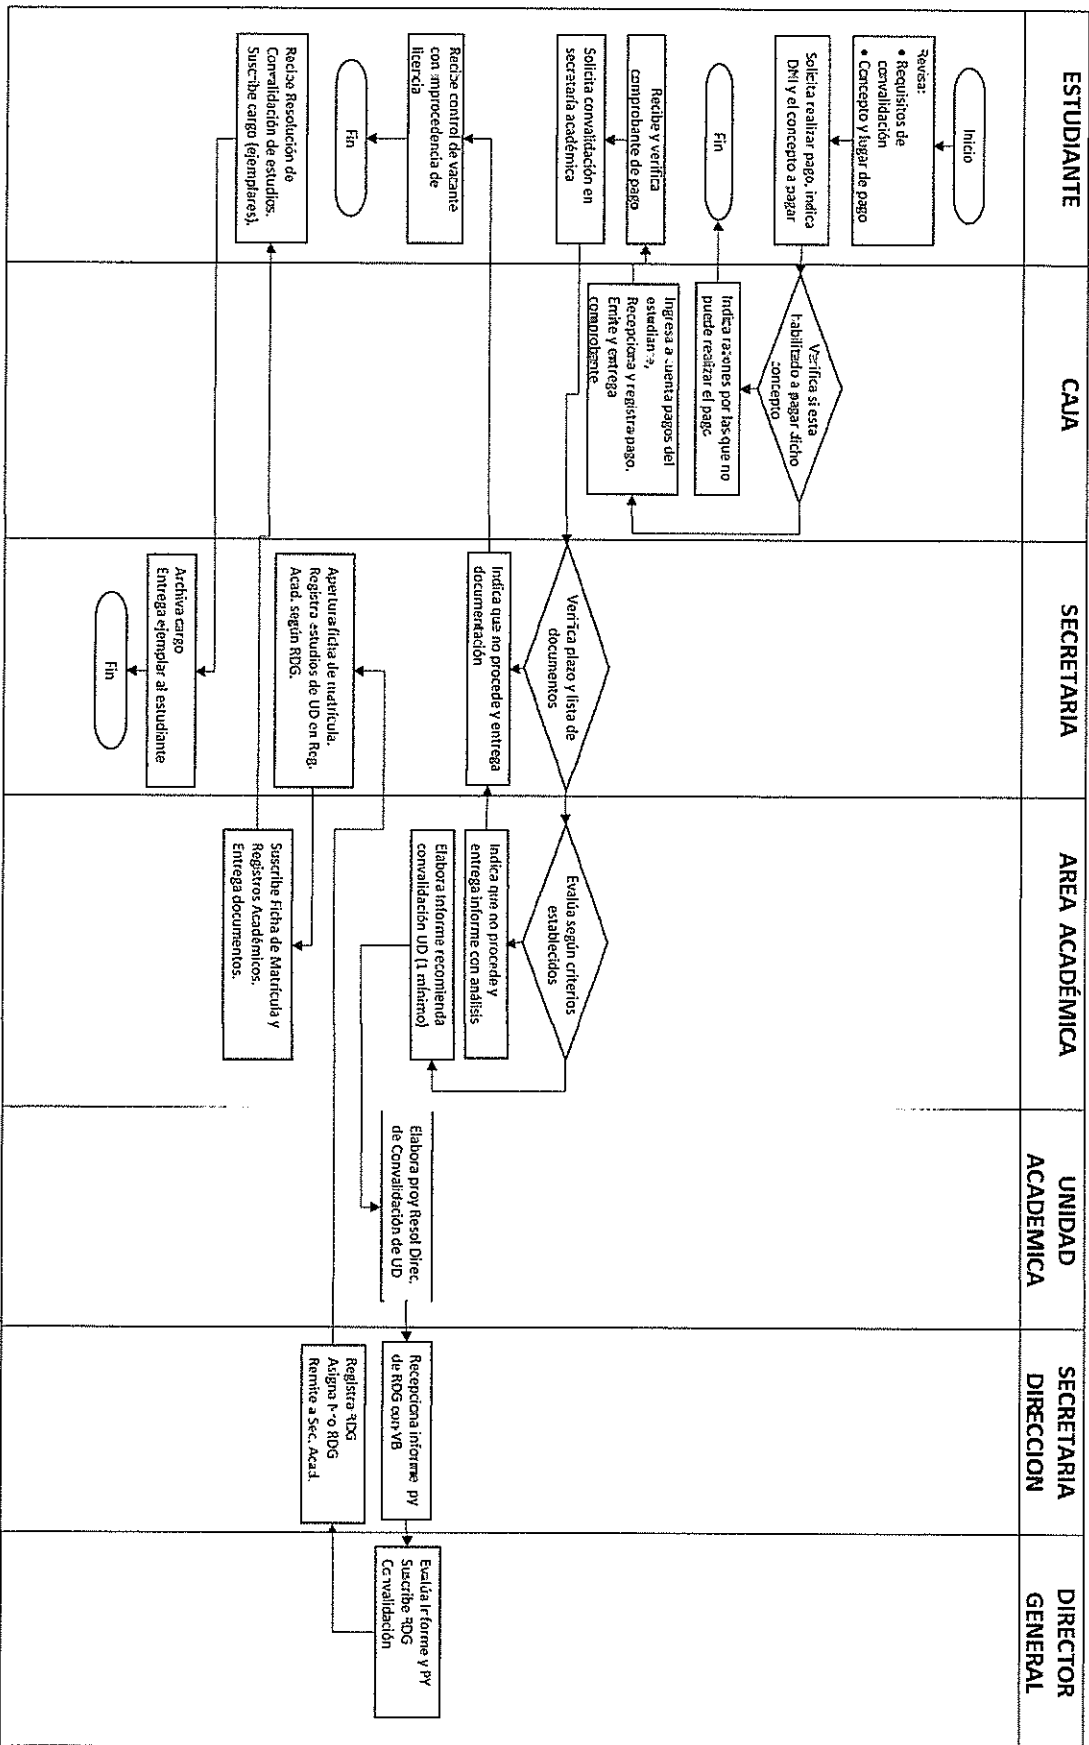 ESTUDIANTE
CAJA
SECRETARIA
AREA ACADÉMICA
UNIDAD
ACADEMICA
SECRETARIA
DIRECCION
DIRECTOR
GENERAL
Inicio
Revisa:
• Requisitos de
convalidación
• Concepto y lugar de pago
Solicita realizar pago, indica
DNI y el concepto a pagar
Fin
Recibe y verifica
comprobante de pago
Solicita convalidación en
secretaría académica
Recibe control de vacante
con improcedencia de
licencia
Fin
Recibe Resolución de
Convalidación de estudios.
Suscribe cargo (ejemplares).
Verifica si esta
habilitado a pagar dicho
concepto
Indica razones por las que no
puede realizar el pago
Ingresa a cuenta pagos del
estudiante,
Recepciona y registra pago.
Emite y entrega
comprobante
Verifica plazo y lista de
documentos
Indica que no procede y entrega
documentación
Apertura ficha de matrícula.
Registra estudios de UD en Reg.
Acad. según RDG.
Archiva cargo
Entrega ejemplar al estudiante
Fin
Evalúa según criterios
establecidos
Indica que no procede y
entrega informe con análisis
Elabora Informe recomienda
convalidación UD (1 mínimo)
Suscribe Ficha de Matrícula y
Registros Académicos.
Entrega documentos.
Elabora proy Resol Direc.
de Convalidación de UD
Recepciona informe py
de RDG con VB
Registra RDG
Asigna Nro RDG
Remite a Sec. Acad.
Evalúa Informe y PY
Suscribe RDG
Convalidación